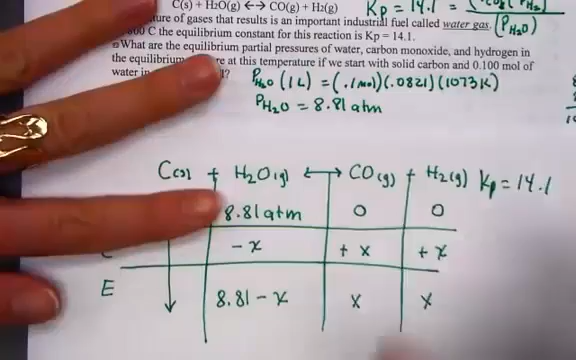 C(s) + H2O(g) ←→ CO(g) + H2(g)
Kp = 14.1 =
(PH2O)
ture of gases that results is an important industrial fuel called water gas.
C the equilibrium constant for this reaction is Kp = 14.1.
What are the equilibrium partial pressures of water, carbon monoxide, and hydrogen in
the equilibrium re at this temperature if we start with solid carbon and 0.100 mol of
water in
PH2O (1L) = (.1mol)(.0821)(1073K)
PH2O = 8.81 atm
C(s) + H2O(g) ←→ CO(g) + H2(g) Kp = 14.1
8.81atm 0 0
-x +x +x
E 8.81-x x x